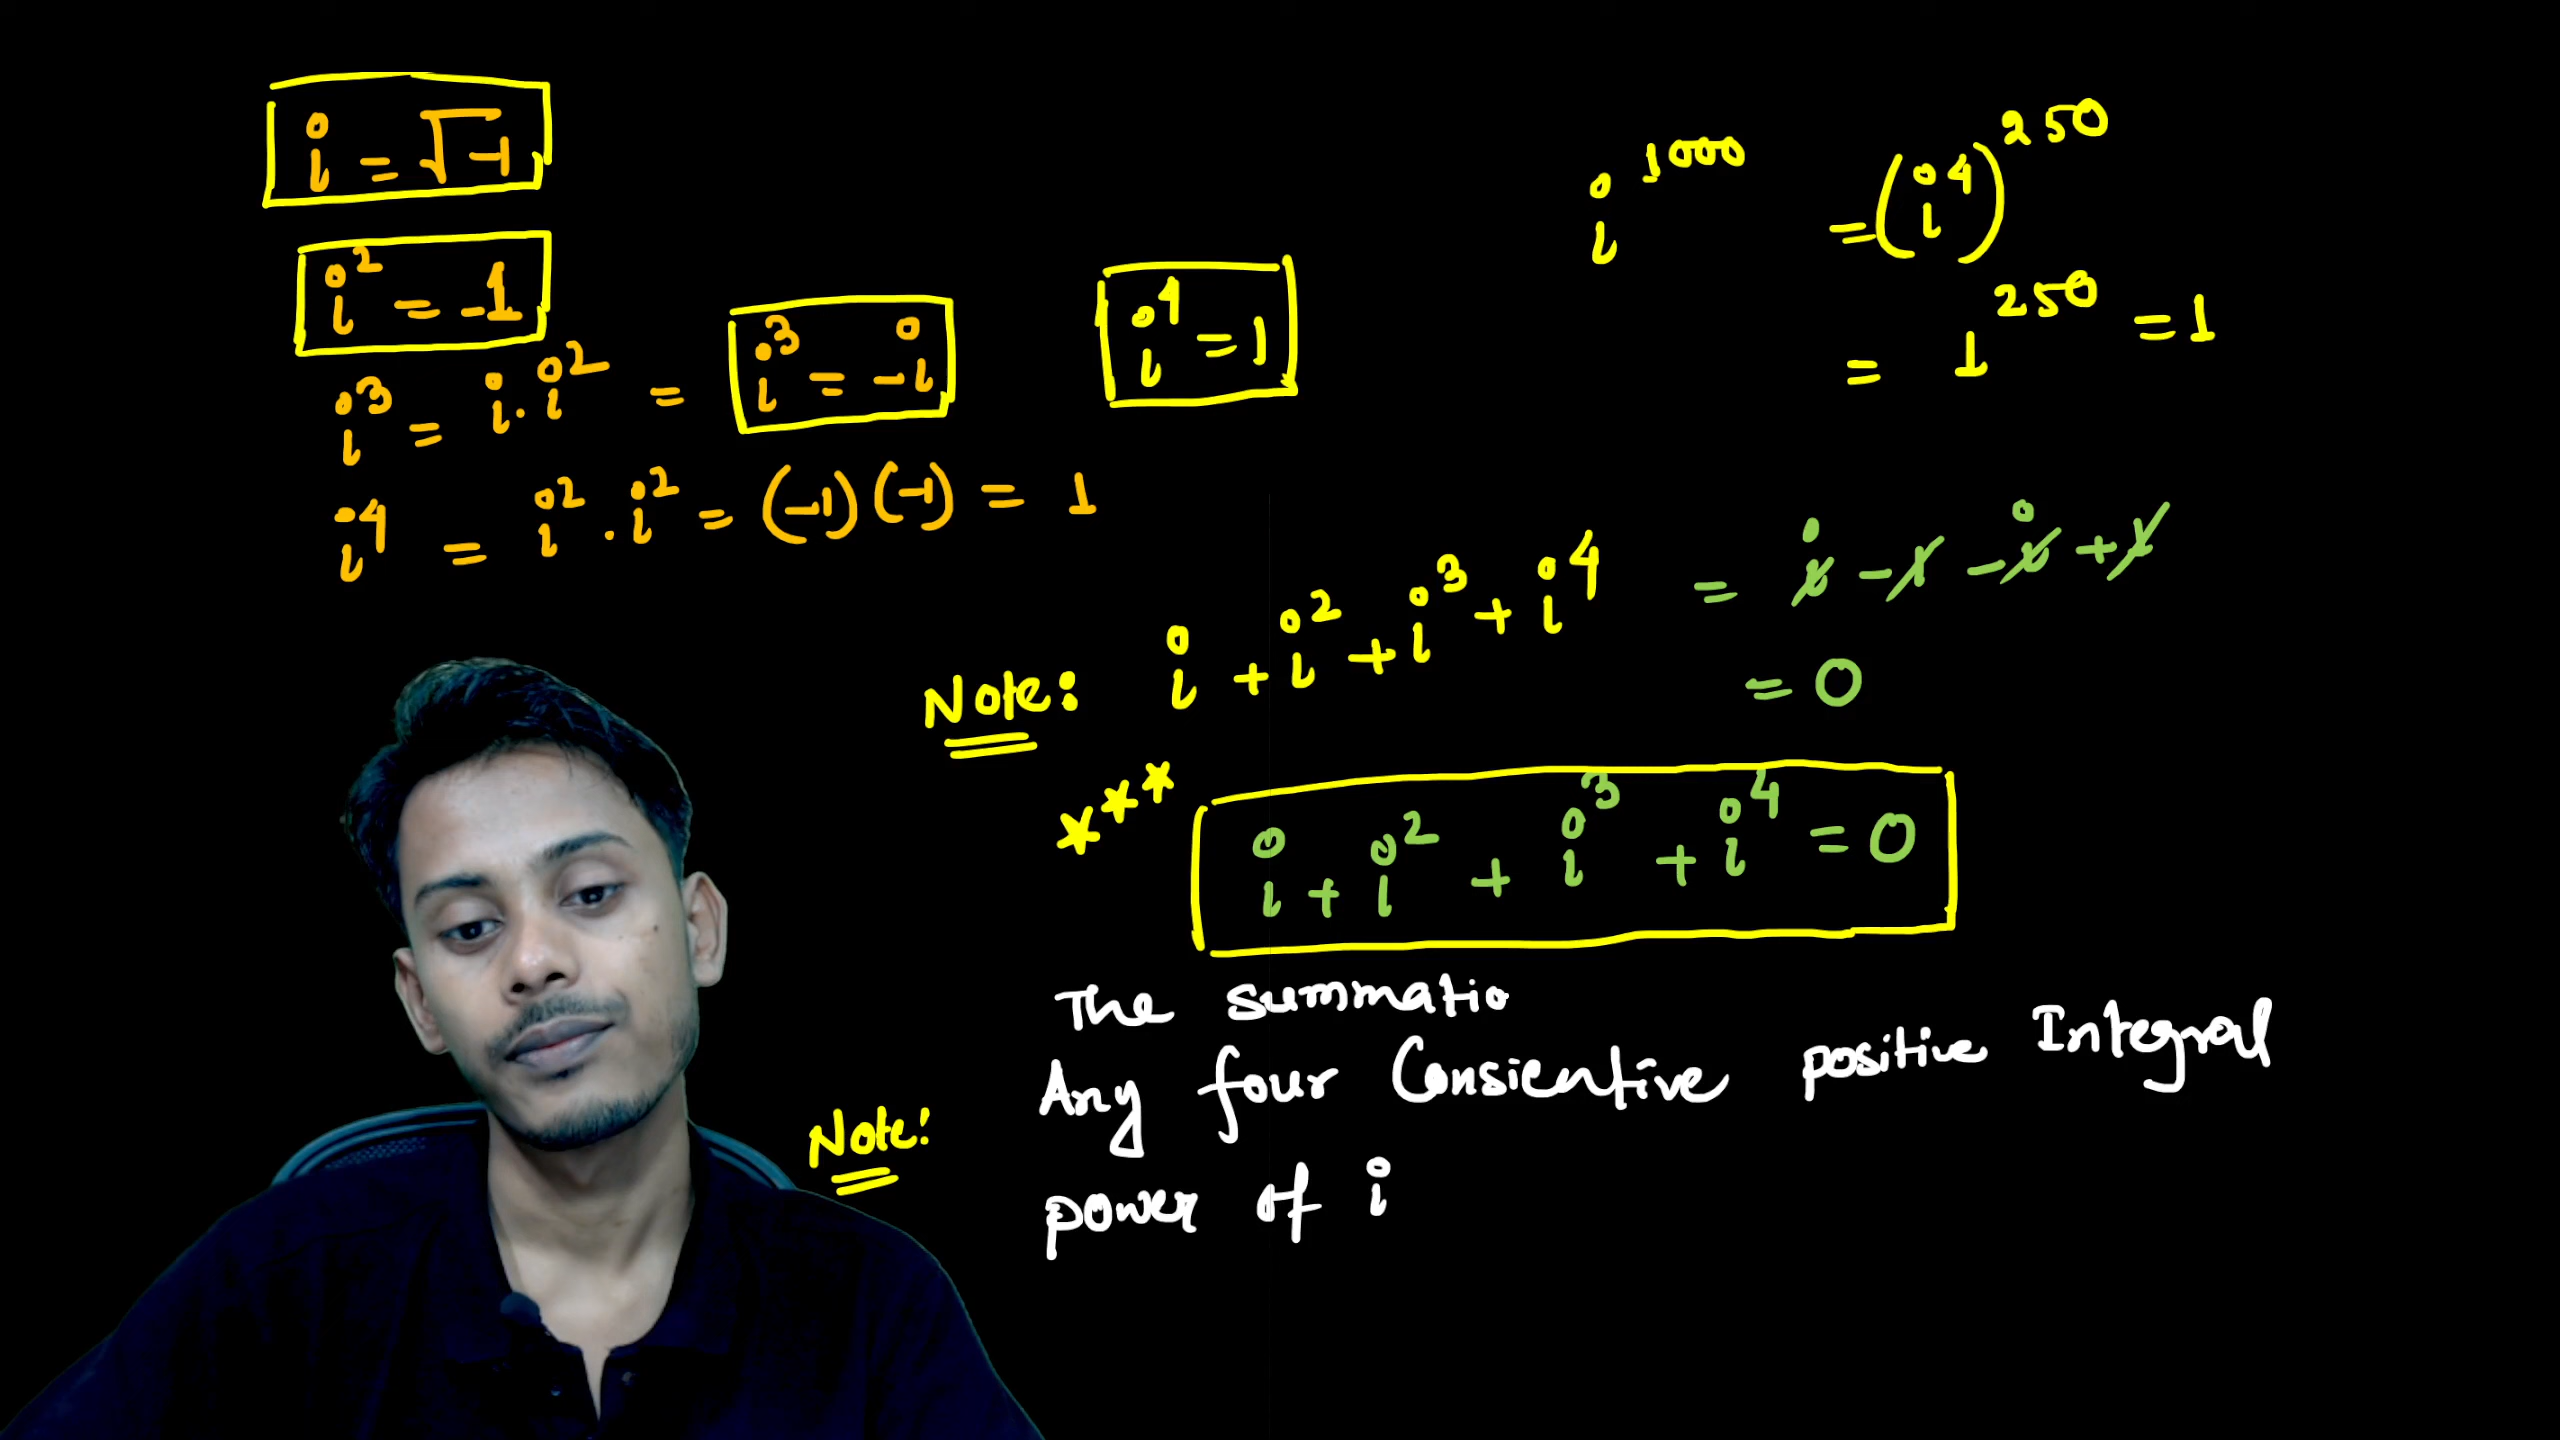 i = √-1
i² = -1
i³ = i.i² = i³ = -i
i⁴ = 1
i⁴ = i².i² = (-1)(-1) = 1
i¹⁰⁰⁰ = (i⁴)²⁵⁰
= 1²⁵⁰ = 1
Note: i + i² + i³ + i⁴ = i - 1 - i + 1
= 0
*** i + i² + i³ + i⁴ = 0
The summatio
Any four Consientive positive Integral
Note:
power of i